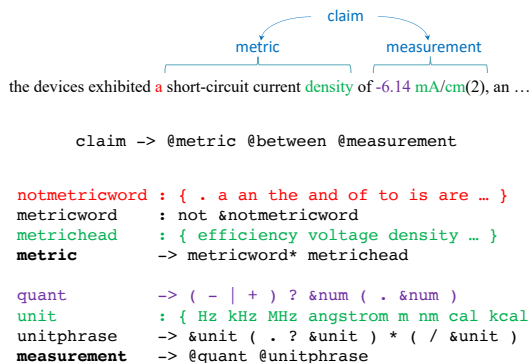 claim
metric measurement
the devices exhibited a short-circuit current density of -6.14 mA/cm(2), an …
claim -> @metric @between @measurement
notmetricword : { . a an the and of to is are … }
metricword : not &notmetricword
metrichead : { efficiency voltage density … }
metric -> metricword* metrichead
quant -> ( - | + ) ? &num ( . &num )
unit : { Hz kHz MHz angstrom m nm cal kcal
unitphrase -> &unit ( . ? &unit ) * ( / &unit )
measurement -> @quant @unitphrase